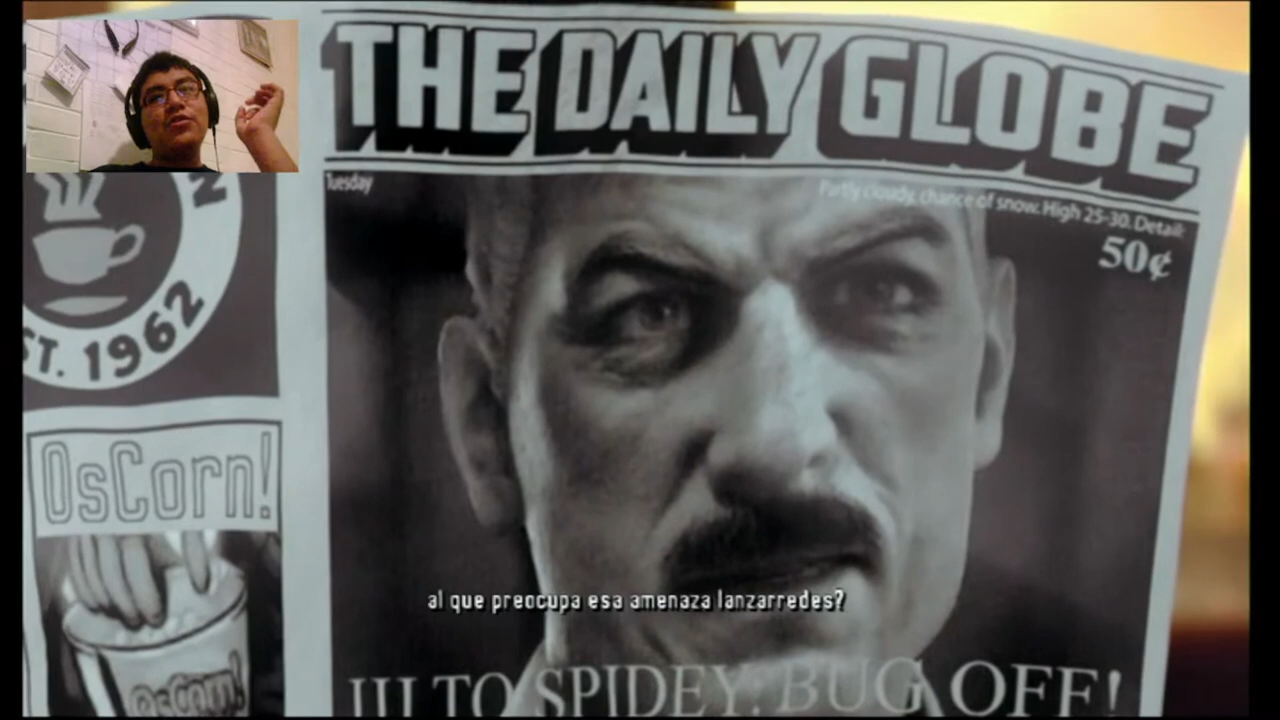 THE DAILY GLOBE
Tuesday
Partly cloudy, chance of snow. High 25-30. Detail
50¢
ST. 1962
OsCorn!
OsCorn!
al que preocupa esa amenaza lanzarredes?
JJJ TO SPIDEY: BUG OFF!